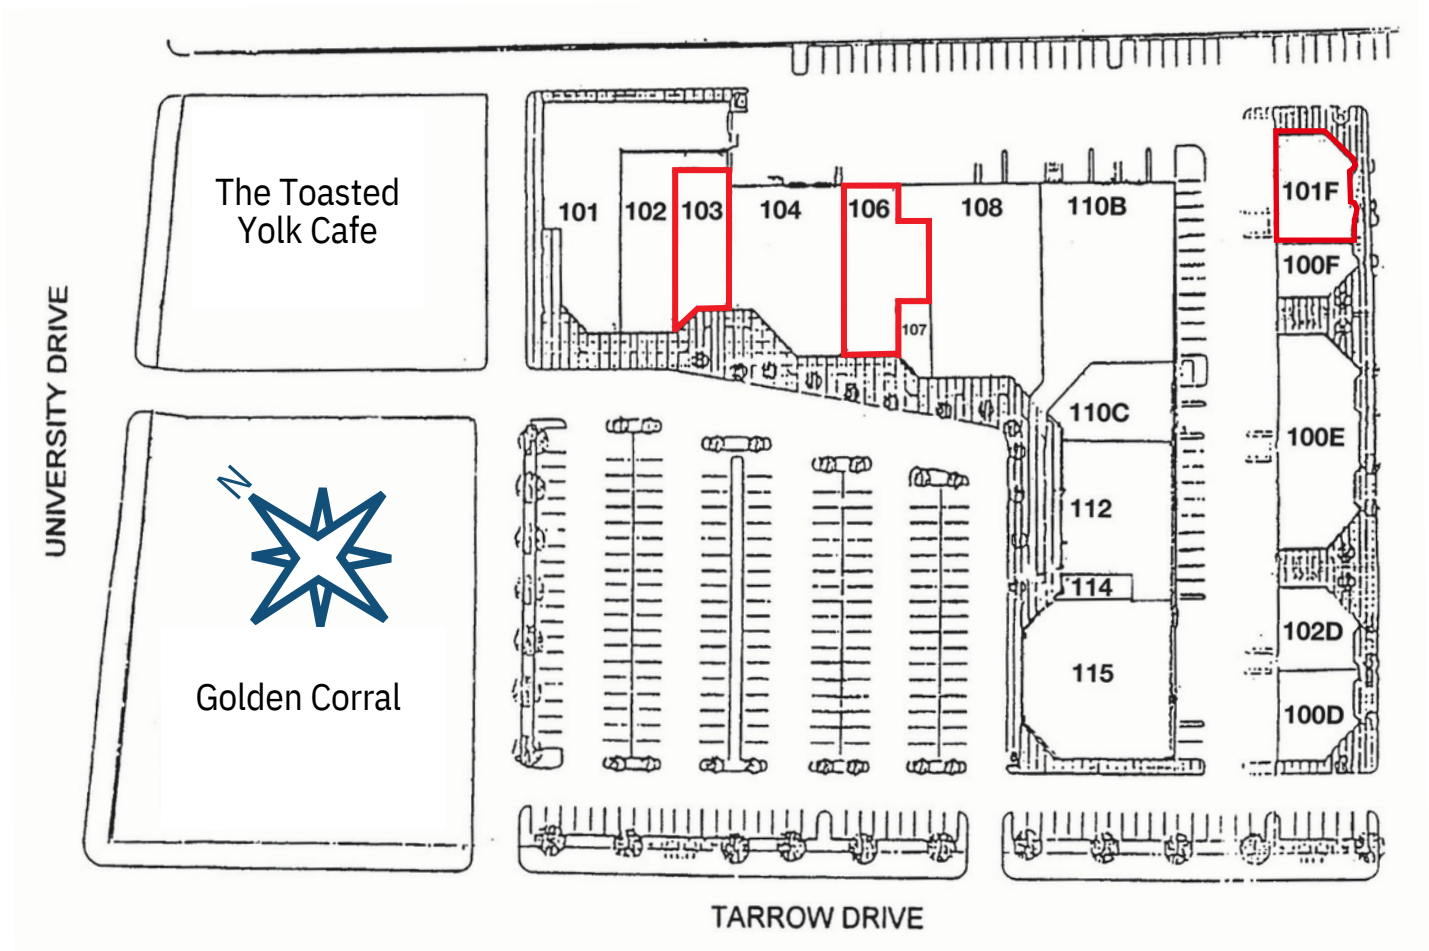 The Toasted
Yolk Cafe
101
102
103
104
106
107
108
110B
101F
100F
110C
100E
112
114
102D
115
100D
UNIVERSITY DRIVE
N
Golden Corral
TARROW DRIVE